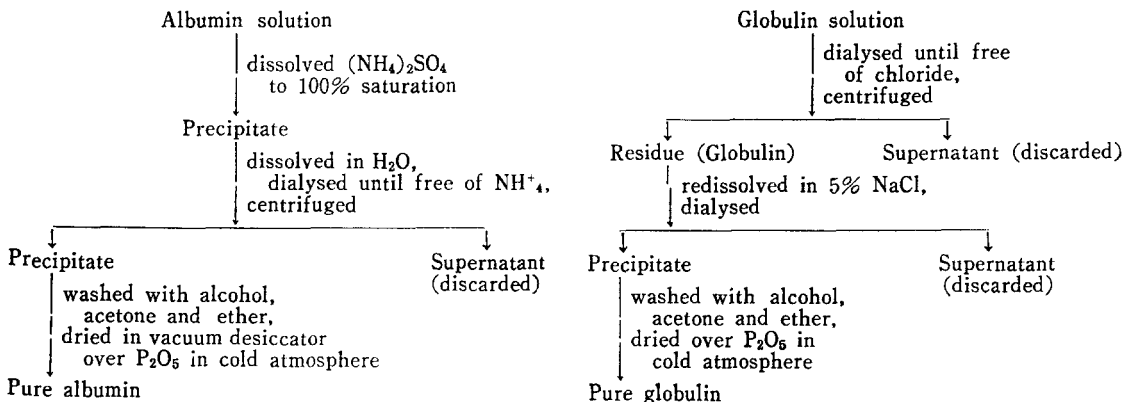 Albumin solution
dissolved (NH₄)₂SO₄
to 100% saturation
Precipitate
dissolved in H₂O,
dialysed until free of NH⁺₄,
centrifuged
Precipitate
Supernatant
(discarded)
washed with alcohol,
acetone and ether,
dried in vacuum desiccator
over P₂O₅ in cold atmosphere
Pure albumin
Globulin solution
dialysed until free
of chloride,
centrifuged
Residue (Globulin)
Supernatant (discarded)
redissolved in 5% NaCl,
dialysed
Precipitate
Supernatant
(discarded)
washed with alcohol,
acetone and ether,
dried over P₂O₅ in
cold atmosphere
Pure globulin